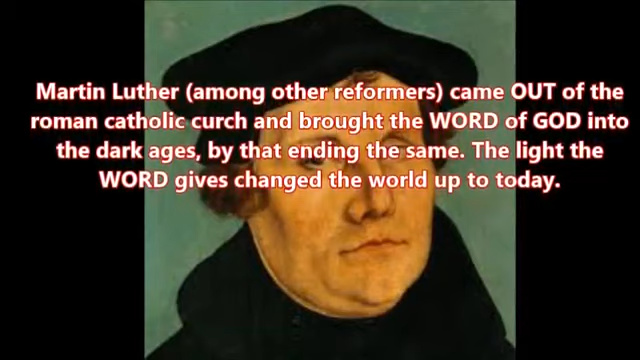 Martin Luther (among other reformers) came OUT of the
roman catholic curch and brought the WORD of GOD into
the dark ages, by that ending the same. The light the
WORD gives changed the world up to today.